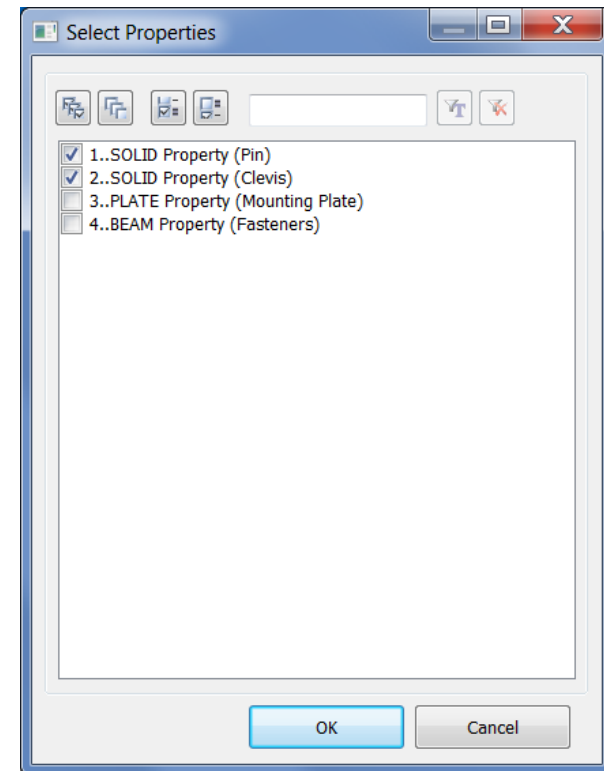 Select Properties
1..SOLID Property (Pin)
2..SOLID Property (Clevis)
3..PLATE Property (Mounting Plate)
4..BEAM Property (Fasteners)
OK Cancel